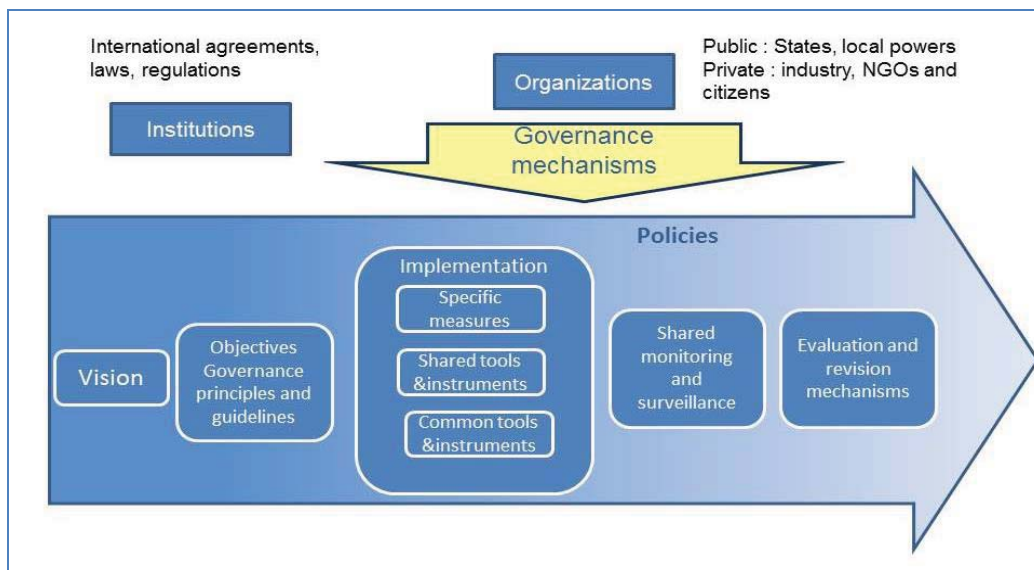 International agreements,
laws, regulations
Institutions
Organizations
Public : States, local powers
Private : industry, NGOs and
citizens
Governance
mechanisms
Policies
Vision
Objectives
Governance
principles and
guidelines
Implementation
Specific
measures
Shared tools
&instruments
Common tools
&instruments
Shared
monitoring
and
surveillance
Evaluation and
revision
mechanisms